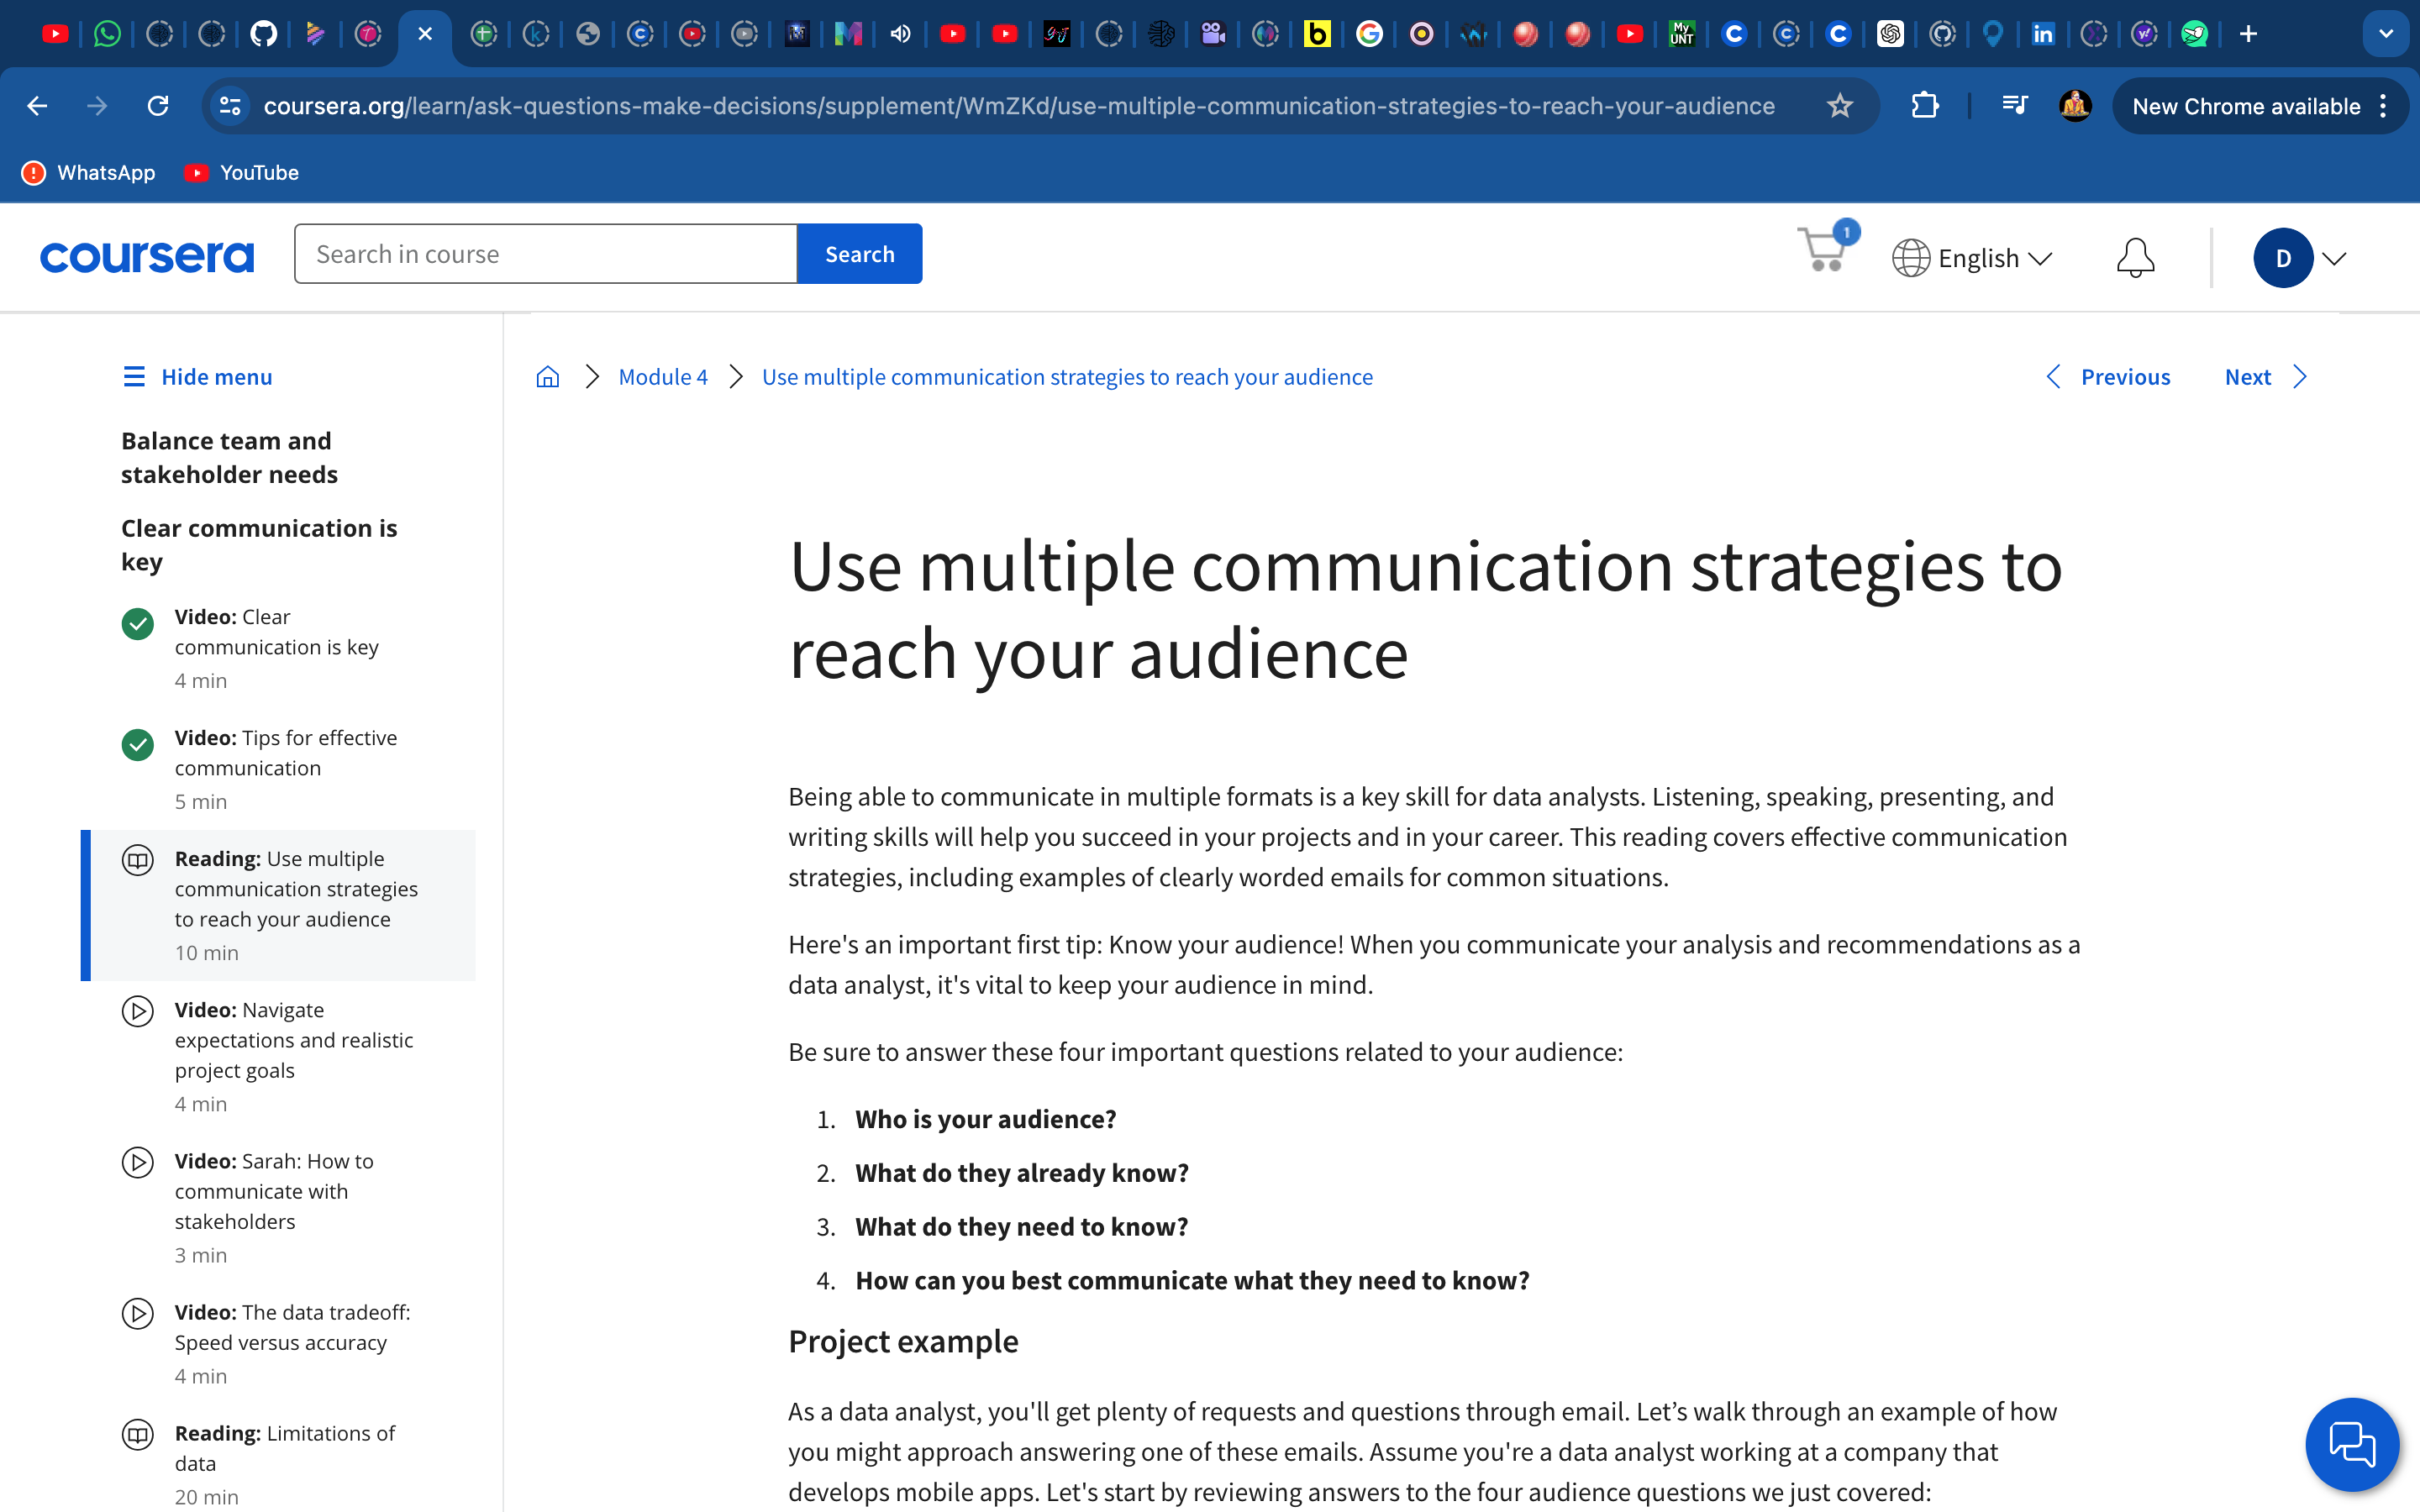 coursera.org/learn/ask-questions-make-decisions/supplement/WmZKd/use-multiple-communication-strategies-to-reach-your-audience
New Chrome available
WhatsApp
YouTube
coursera
Search in course
Search
1
English
D
Hide menu
Balance team and
stakeholder needs
Clear communication is
key
Video: Clear
communication is key
4 min
Video: Tips for effective
communication
5 min
Reading: Use multiple
communication strategies
to reach your audience
10 min
Video: Navigate
expectations and realistic
project goals
4 min
Video: Sarah: How to
communicate with
stakeholders
3 min
Video: The data tradeoff:
Speed versus accuracy
4 min
Reading: Limitations of
data
20 min
Module 4
Use multiple communication strategies to reach your audience
Previous
Next
Use multiple communication strategies to
reach your audience
Being able to communicate in multiple formats is a key skill for data analysts. Listening, speaking, presenting, and
writing skills will help you succeed in your projects and in your career. This reading covers effective communication
strategies, including examples of clearly worded emails for common situations.
Here's an important first tip: Know your audience! When you communicate your analysis and recommendations as a
data analyst, it's vital to keep your audience in mind.
Be sure to answer these four important questions related to your audience:
1. Who is your audience?
2. What do they already know?
3. What do they need to know?
4. How can you best communicate what they need to know?
Project example
As a data analyst, you'll get plenty of requests and questions through email. Let’s walk through an example of how
you might approach answering one of these emails. Assume you're a data analyst working at a company that
develops mobile apps. Let's start by reviewing answers to the four audience questions we just covered: